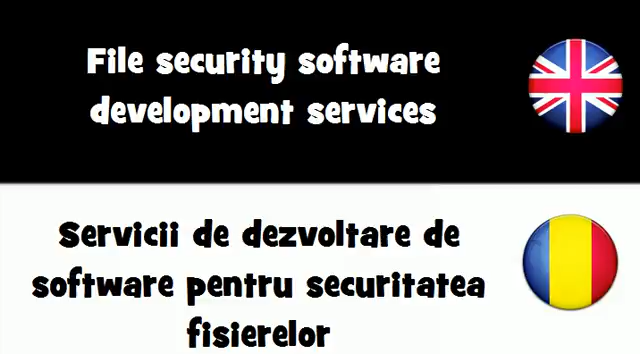 File security software
development services
Servicii de dezvoltare de
software pentru securitatea
fisierelor